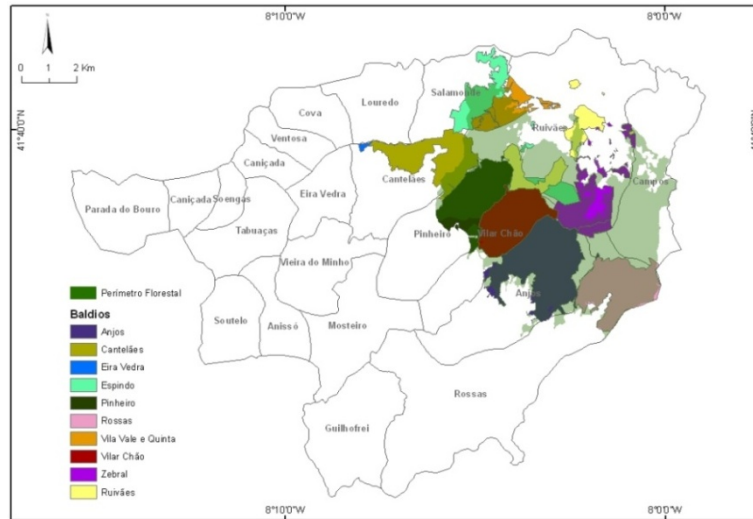 8°10'0"W
8°0'0"W
0 1 2 Km
41°40'0"N
41°40'0"N
Salamonde
Louredo
Cova
Ruivães
Ventosa
Caniçada
Cantelães
Campos
Eira Vedra
Caniçada
Soengas
Parada do Bouro
Tabuaças
Pinheiro
Vilar Chão
Vieira do Minho
Anjos
Soutelo
Anissó
Mosteiro
Rossas
Guilhofrei
Perímetro Florestal
Baldios
Anjos
Cantelães
Eira Vedra
Espindo
Pinheiro
Rossas
Vila Vale e Quinta
Vilar Chão
Zebral
Ruivães
8°10'0"W
8°0'0"W